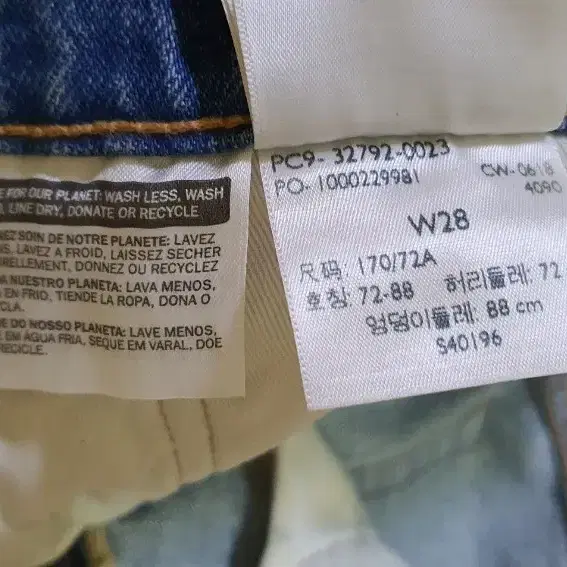 E FOR OUR PLANET: WASH LESS, WASH
, LINE DRY, DONATE OR RECYCLE
EZ SOIN DE NOTRE PLANETE: LAVEZ
S, LAVEZ A FROID, LAISSEZ SECHER
RELLEMENT, DONNEZ OU RECYCLEZ
A NUESTRO PLANETA: LAVA MENOS,
EN FRIO, TIENDE LA ROPA, DONA O
CLA.
E DO NOSSO PLANETA: LAVE MENOS,
EM AGUA FRIA, SEQUE EM VARAL, DOE
RECICLE.
PC9- 32792-0023
PO- 1000229981
CW-0618
4090
W28
尺码: 170/72A
호칭: 72-88 허리둘레: 72
엉덩이둘레: 88 cm
S40196